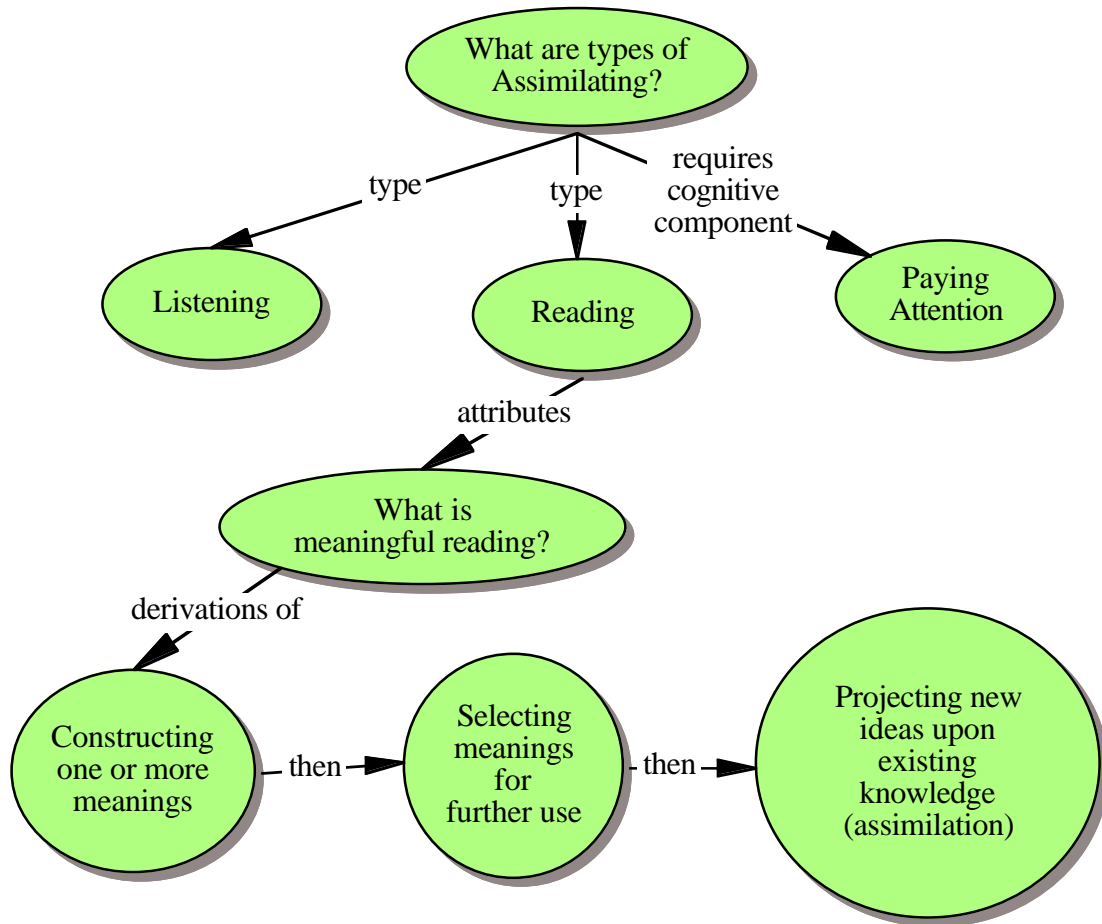 What are types of
Assimilating?
type
type
requires
cognitive
component
Listening
Reading
Paying
Attention
attributes
What is
meaningful reading?
derivations of
Constructing
one or more
meanings
then
Selecting
meanings
for
further use
then
Projecting new
ideas upon
existing
knowledge
(assimilation)